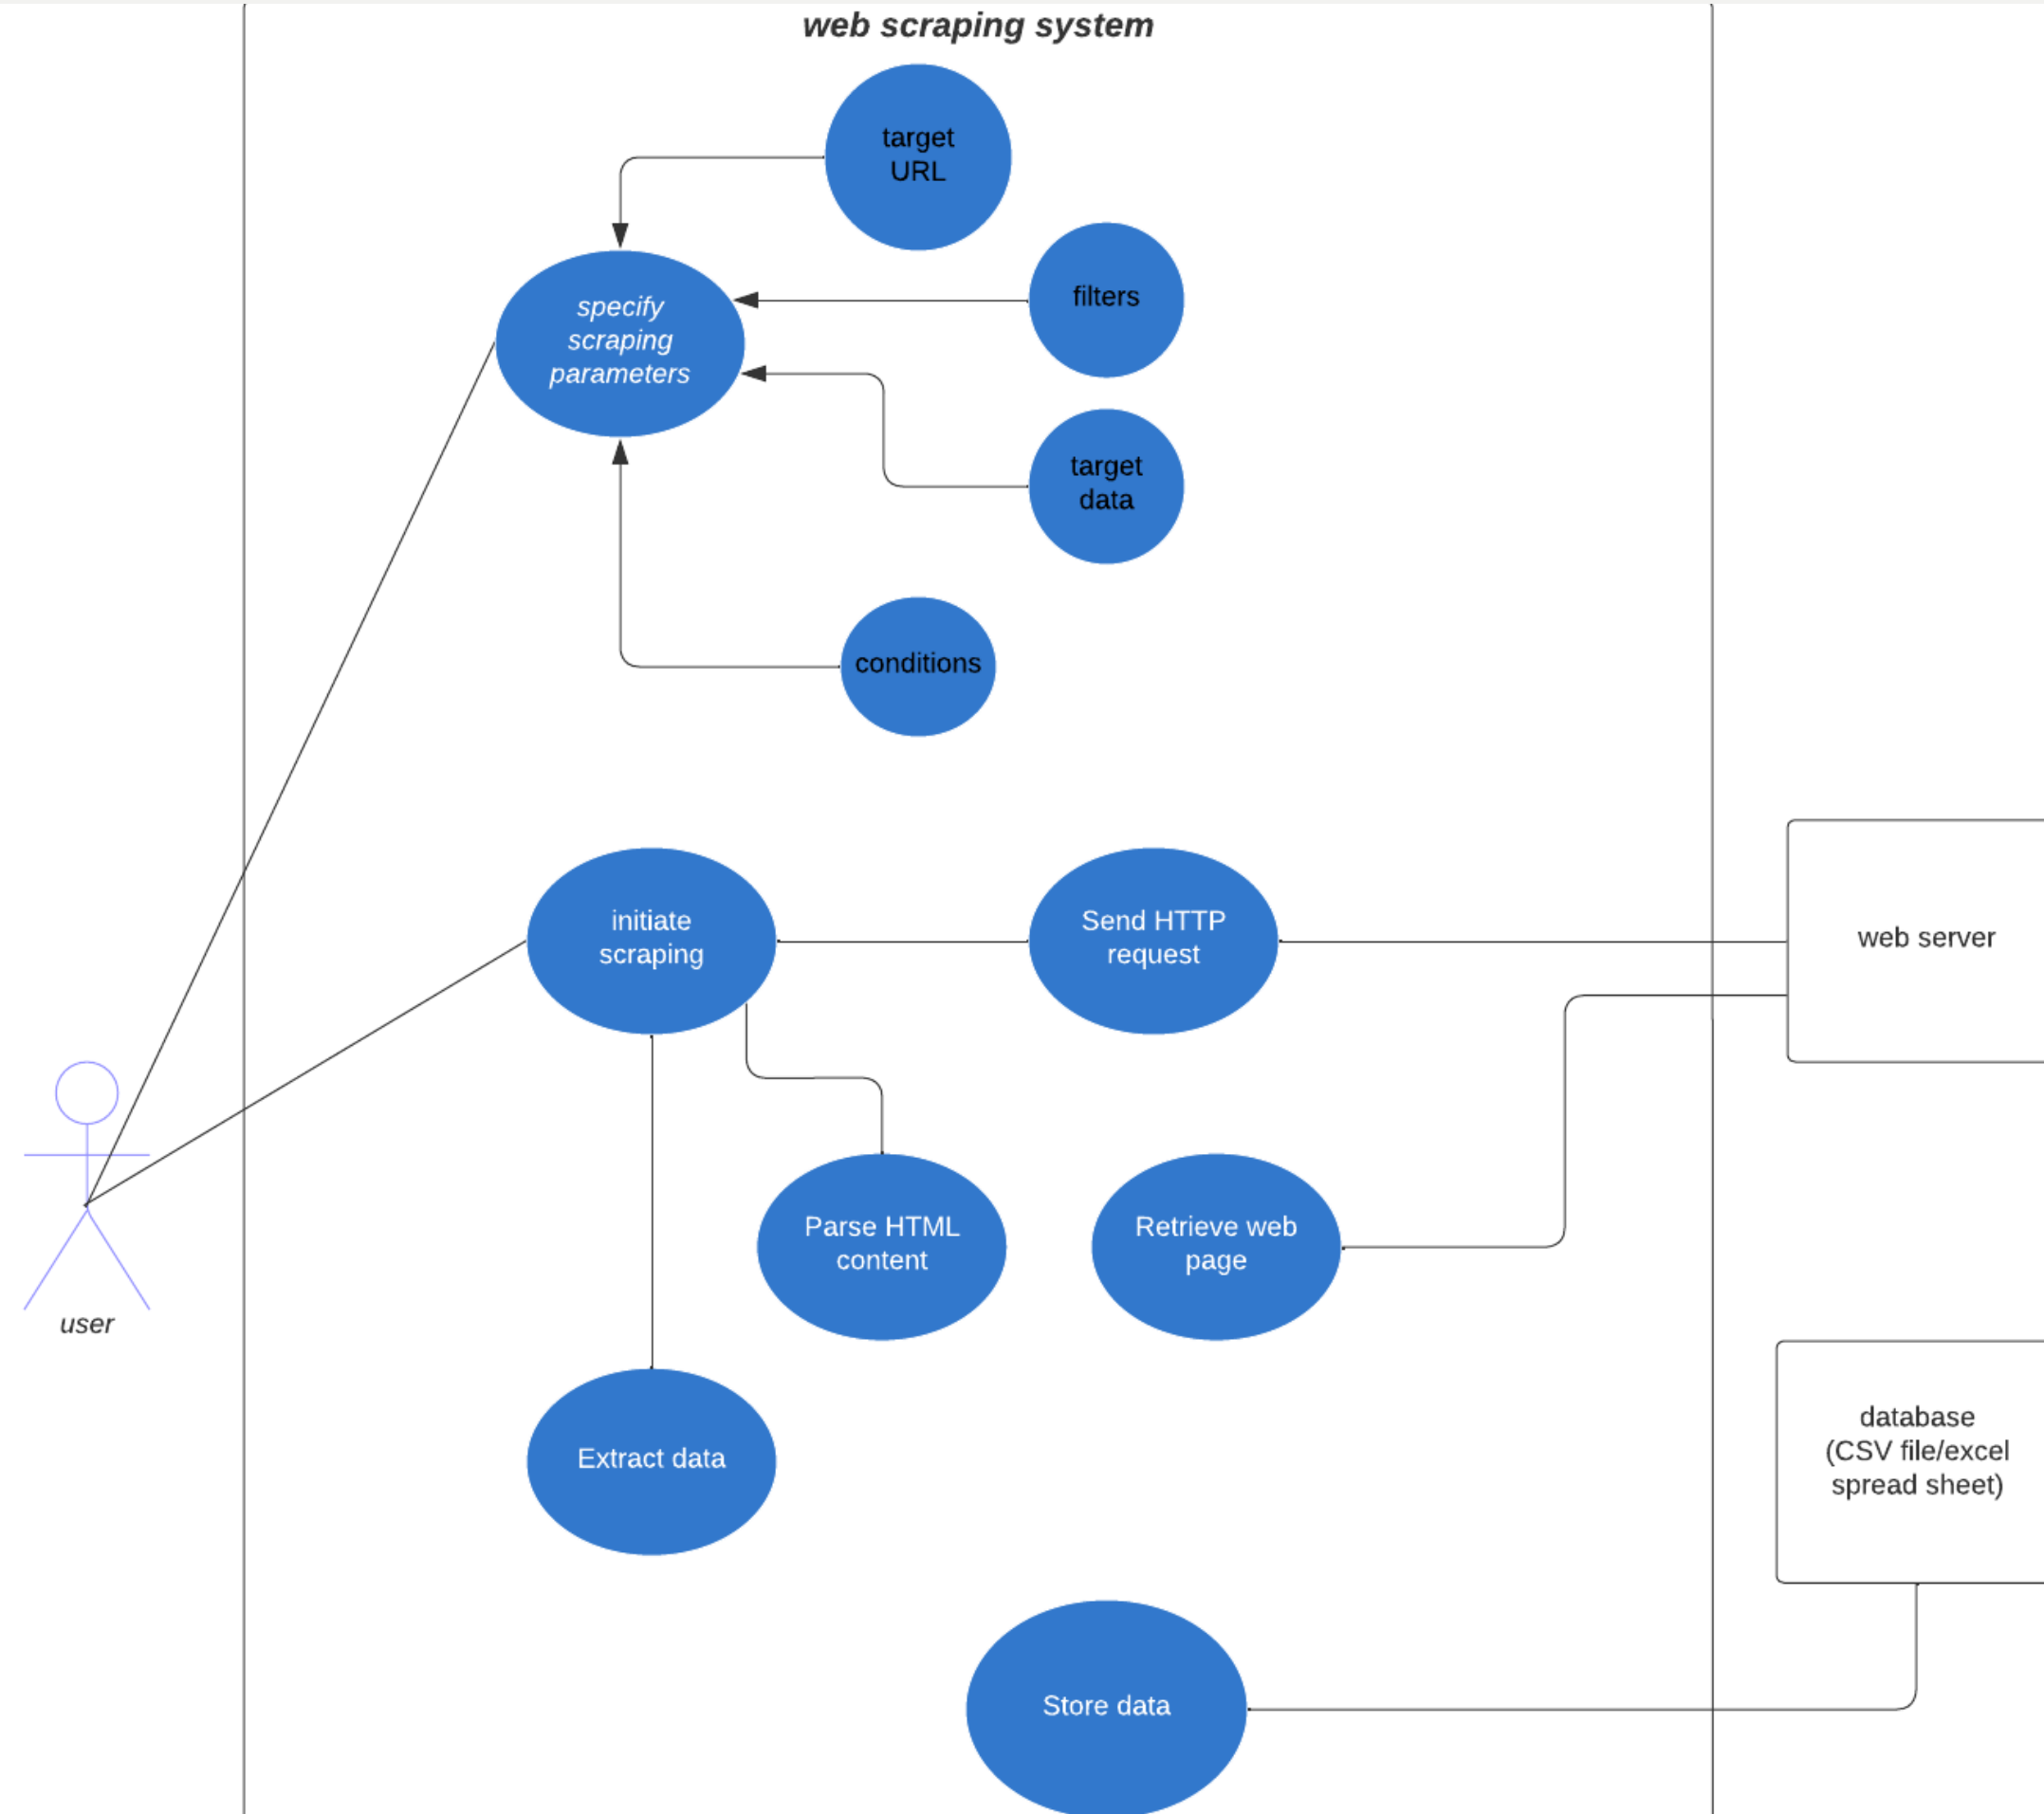 web scraping system
target
URL
filters
specify
scraping
parameters
target
data
conditions
initiate
scraping
Send HTTP
request
web server
Parse HTML
content
Retrieve web
page
user
database
(CSV file/excel
spread sheet)
Extract data
Store data